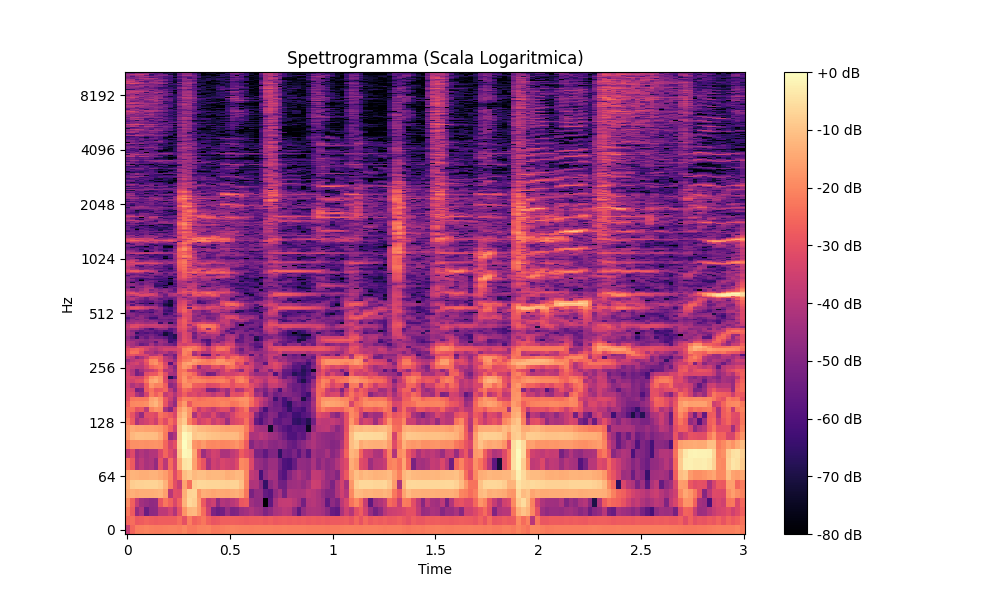 Spettrogramma (Scala Logaritmica)
Hz
8192
4096
2048
1024
512
256
128
64
0
0 0.5 1 1.5 2 2.5 3
Time
+0 dB
-10 dB
-20 dB
-30 dB
-40 dB
-50 dB
-60 dB
-70 dB
-80 dB